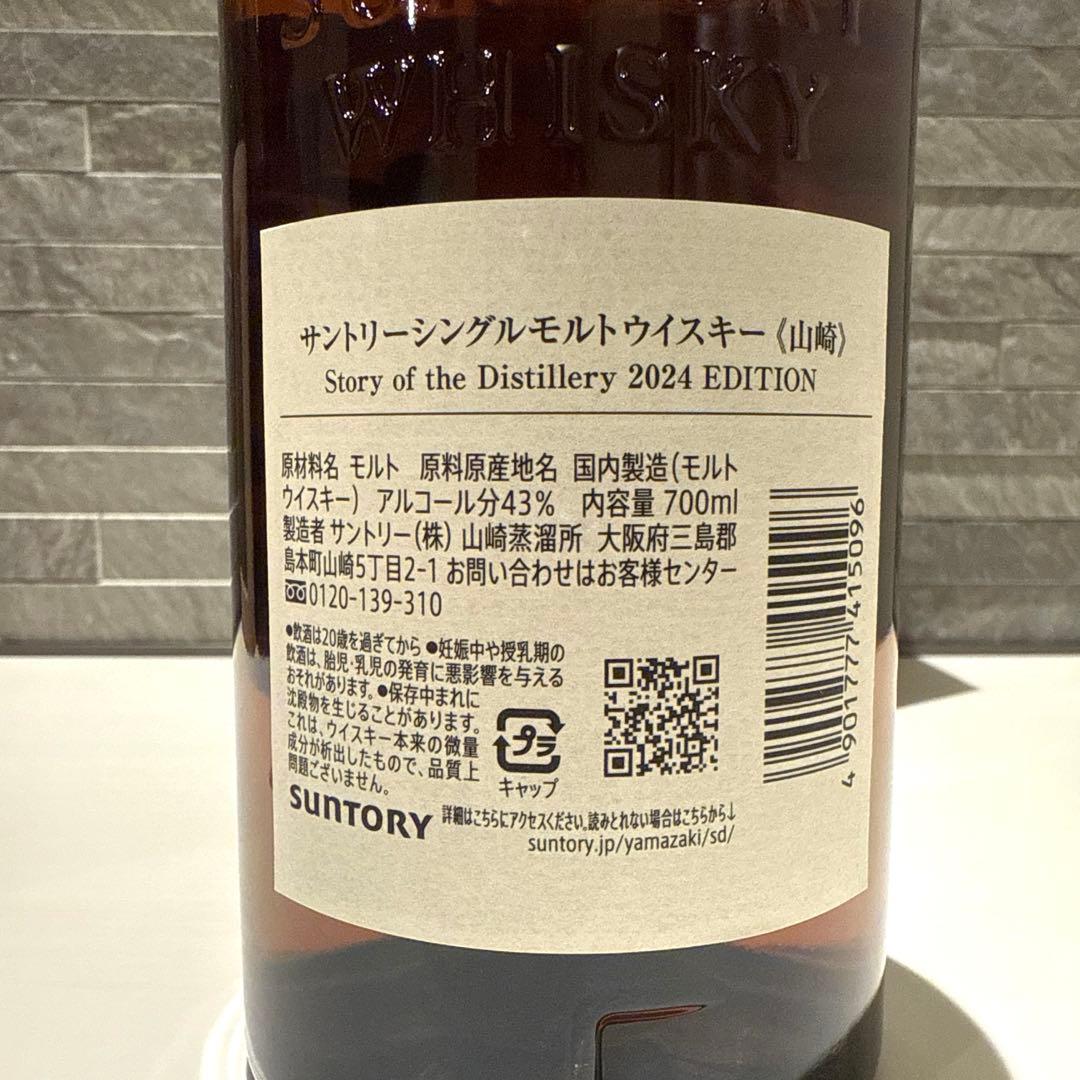 SUNTORY
WHISKY
サントリーシングルモルトウイスキー《山崎》
Story of the Distillery 2024 EDITION
原材料名 モルト 原料原産地名 国内製造(モルト
ウイスキー) アルコール分43% 内容量 700ml
製造者 サントリー(株) 山崎蒸溜所 大阪府三島郡
島本町山崎5丁目2-1 お問い合わせはお客様センター
0120-139-310
●飲酒は20歳を過ぎてから ●妊娠中や授乳期の
飲酒は、胎児・乳児の発育に悪影響を与える
おそれがあります。●保存中まれに
沈殿物を生じることがあります。
これは、ウイスキー本来の微量
成分が析出したもので、品質上
問題ございません。
プラ
キャップ
SUNTORY
詳細はこちらにアクセスください。読みとれない場合はこちらから↓
suntory.jp/yamazaki/sd/
4 901777 415096